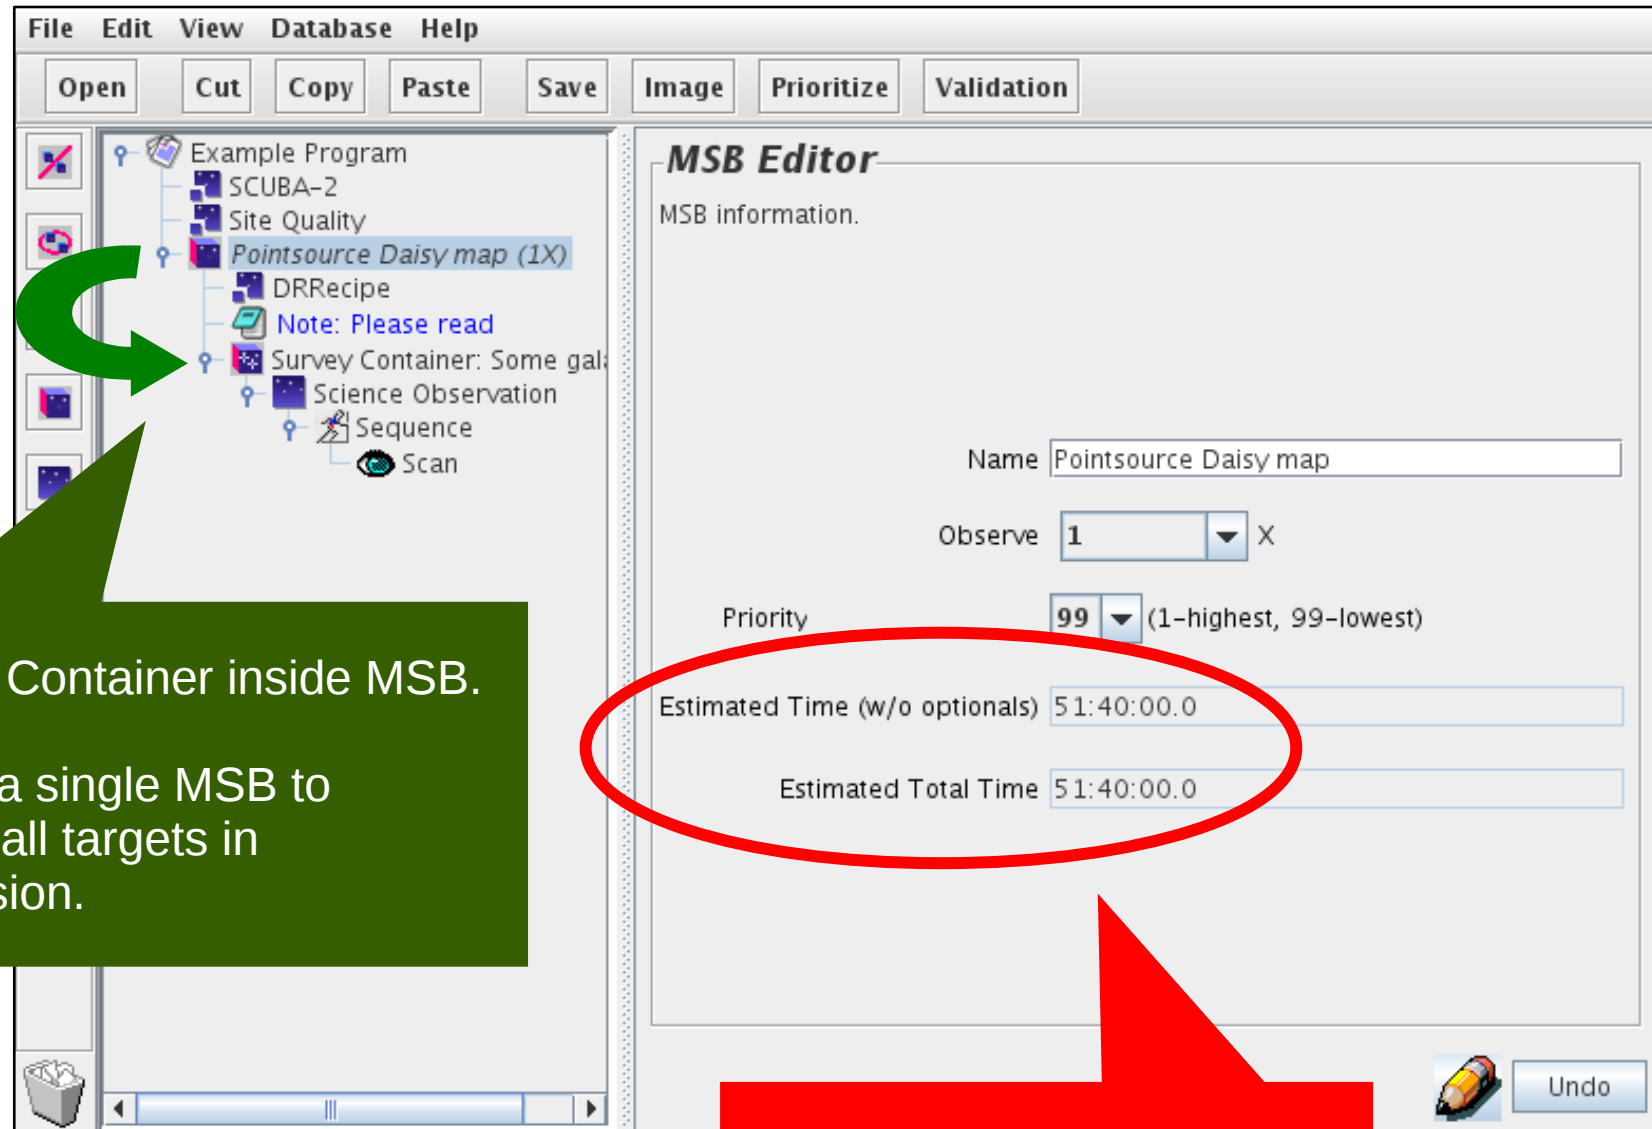 File Edit View Database Help
Open Cut Copy Paste Save Image Prioritize Validation
Example Program
SCUBA-2
Site Quality
Pointsource Daisy map (1X)
DRRecipe
Note: Please read
Survey Container: Some gal
Science Observation
Sequence
Scan
Container inside MSB.
a single MSB to
all targets in
sion.
MSB Editor
MSB information.
Name Pointsource Daisy map
Observe 1 X
Priority 99 (1-highest, 99-lowest)
Estimated Time (w/o optionals) 51:40:00.0
Estimated Total Time 51:40:00.0
Undo